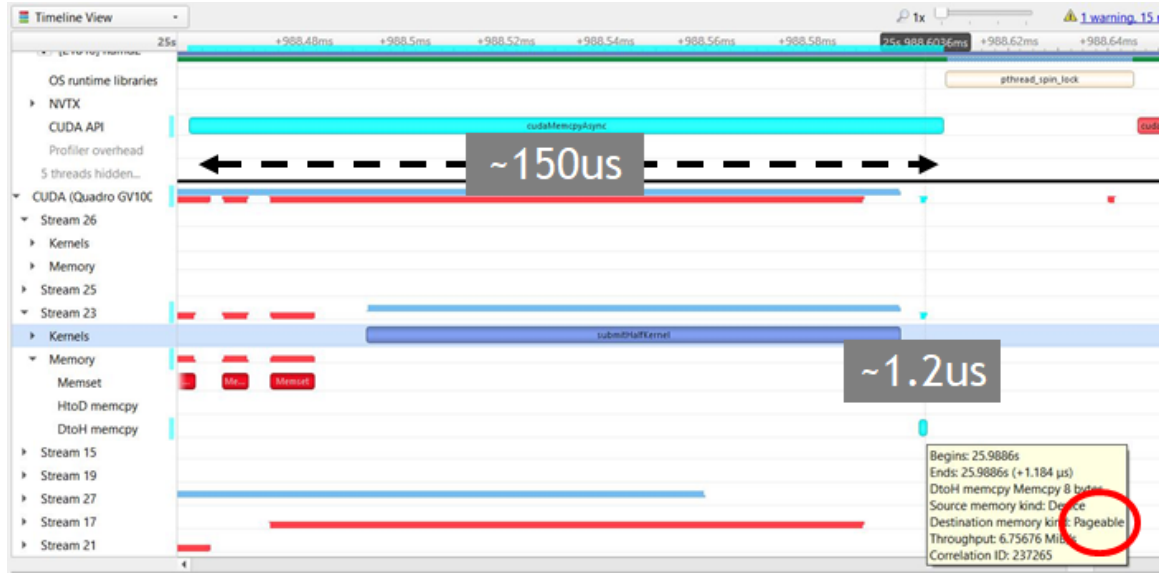 Timeline View
1x
1 warning, 15
25s
+988.48ms
+988.5ms
+988.52ms
+988.54ms
+988.56ms
+988.58ms
25s 988.6036ms
+988.62ms
+988.64ms
OS runtime libraries
pthread_spin_lock
NVTX
CUDA API
cudaMemcpyAsync
Profiler overhead
~150us
5 threads hidden...
CUDA (Quadro GV10C
Stream 26
Kernels
Memory
Stream 25
Stream 23
Kernels
submitHalfKernel
Memory
~1.2us
Memset
...
Me...
Memset
HtoD memcpy
DtoH memcpy
Stream 15
Begins: 25.9886s
Ends: 25.9886s (+1.184 µs)
DtoH memcpy Memcpy 8 bytes
Source memory kind: Device
Destination memory kind: Pageable
Throughput: 6.75676 MiB/s
Correlation ID: 237265
Stream 19
Stream 27
Stream 17
Stream 21